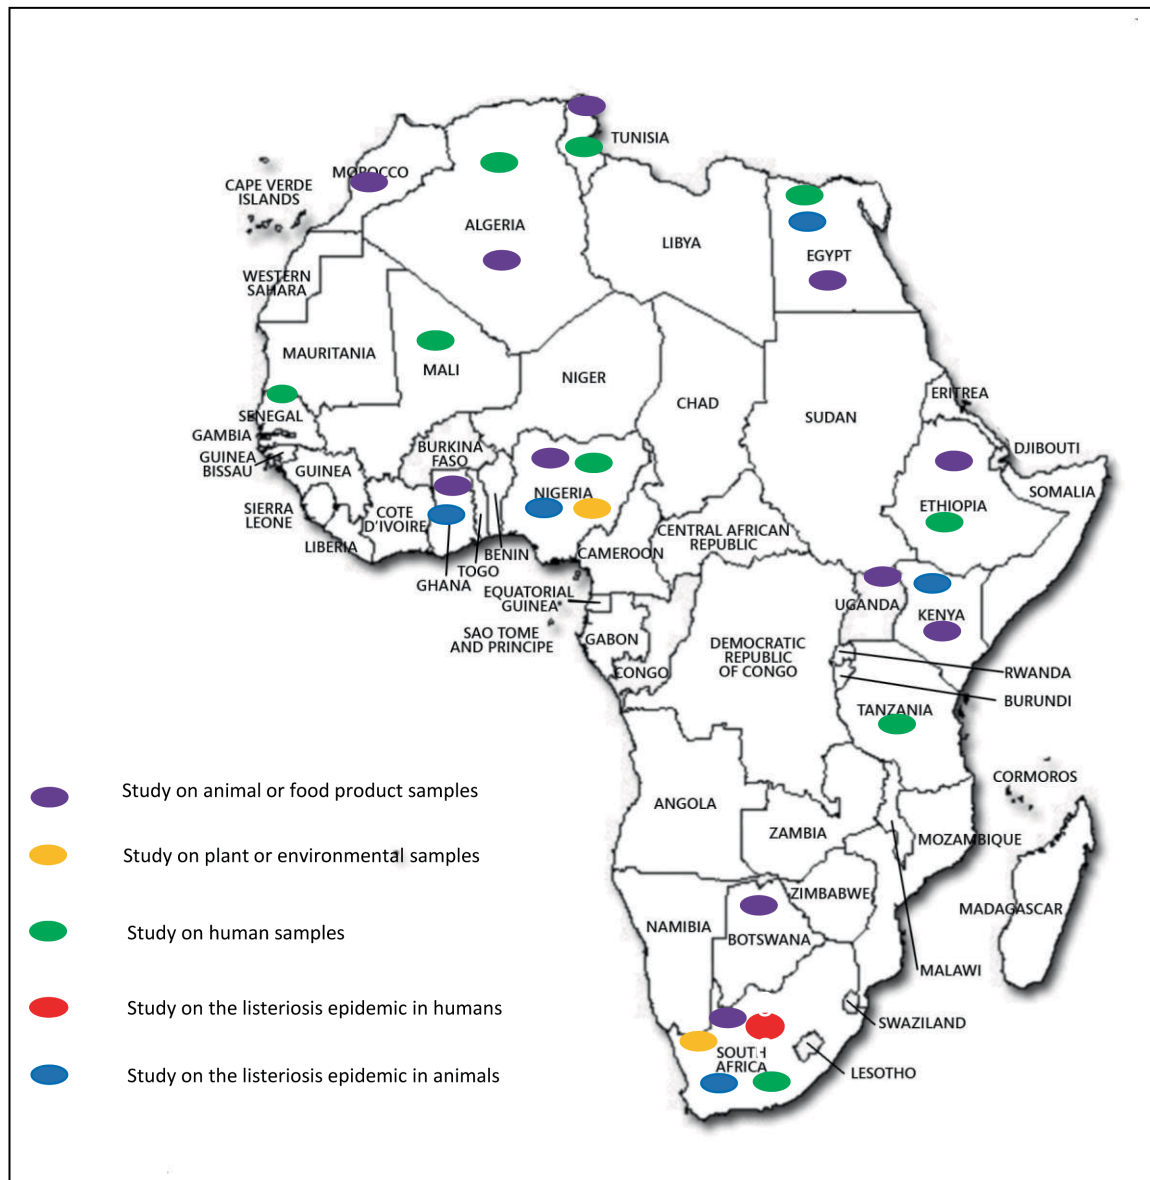 TUNISIA
MOROCCO
CAPE VERDE
ISLANDS
ALGERIA
LIBYA
EGYPT
WESTERN
SAHARA
MAURITANIA
MALI
NIGER
CHAD
SUDAN
ERITREA
SENEGAL
GAMBIA
GUINEA
BISSAU
GUINEA
BURKINA
FASO
DJIBOUTI
SOMALIA
NIGERIA
ETHIOPIA
SIERRA
LEONE
COTE
D'IVOIRE
LIBERIA
CENTRAL AFRICAN
REPUBLIC
BENIN
CAMEROON
TOGO
GHANA
EQUATORIAL
GUINEA
UGANDA
KENYA
SAO TOME
AND PRINCIPE
GABON
DEMOCRATIC
REPUBLIC
OF CONGO
CONGO
RWANDA
BURUNDI
TANZANIA
CORMOROS
ANGOLA
ZAMBIA
MOZAMBIQUE
ZIMBABWE
MADAGASCAR
NAMIBIA
BOTSWANA
MALAWI
SWAZILAND
SOUTH
AFRICA
LESOTHO
Study on animal or food product samples
Study on plant or environmental samples
Study on human samples
Study on the listeriosis epidemic in humans
Study on the listeriosis epidemic in animals